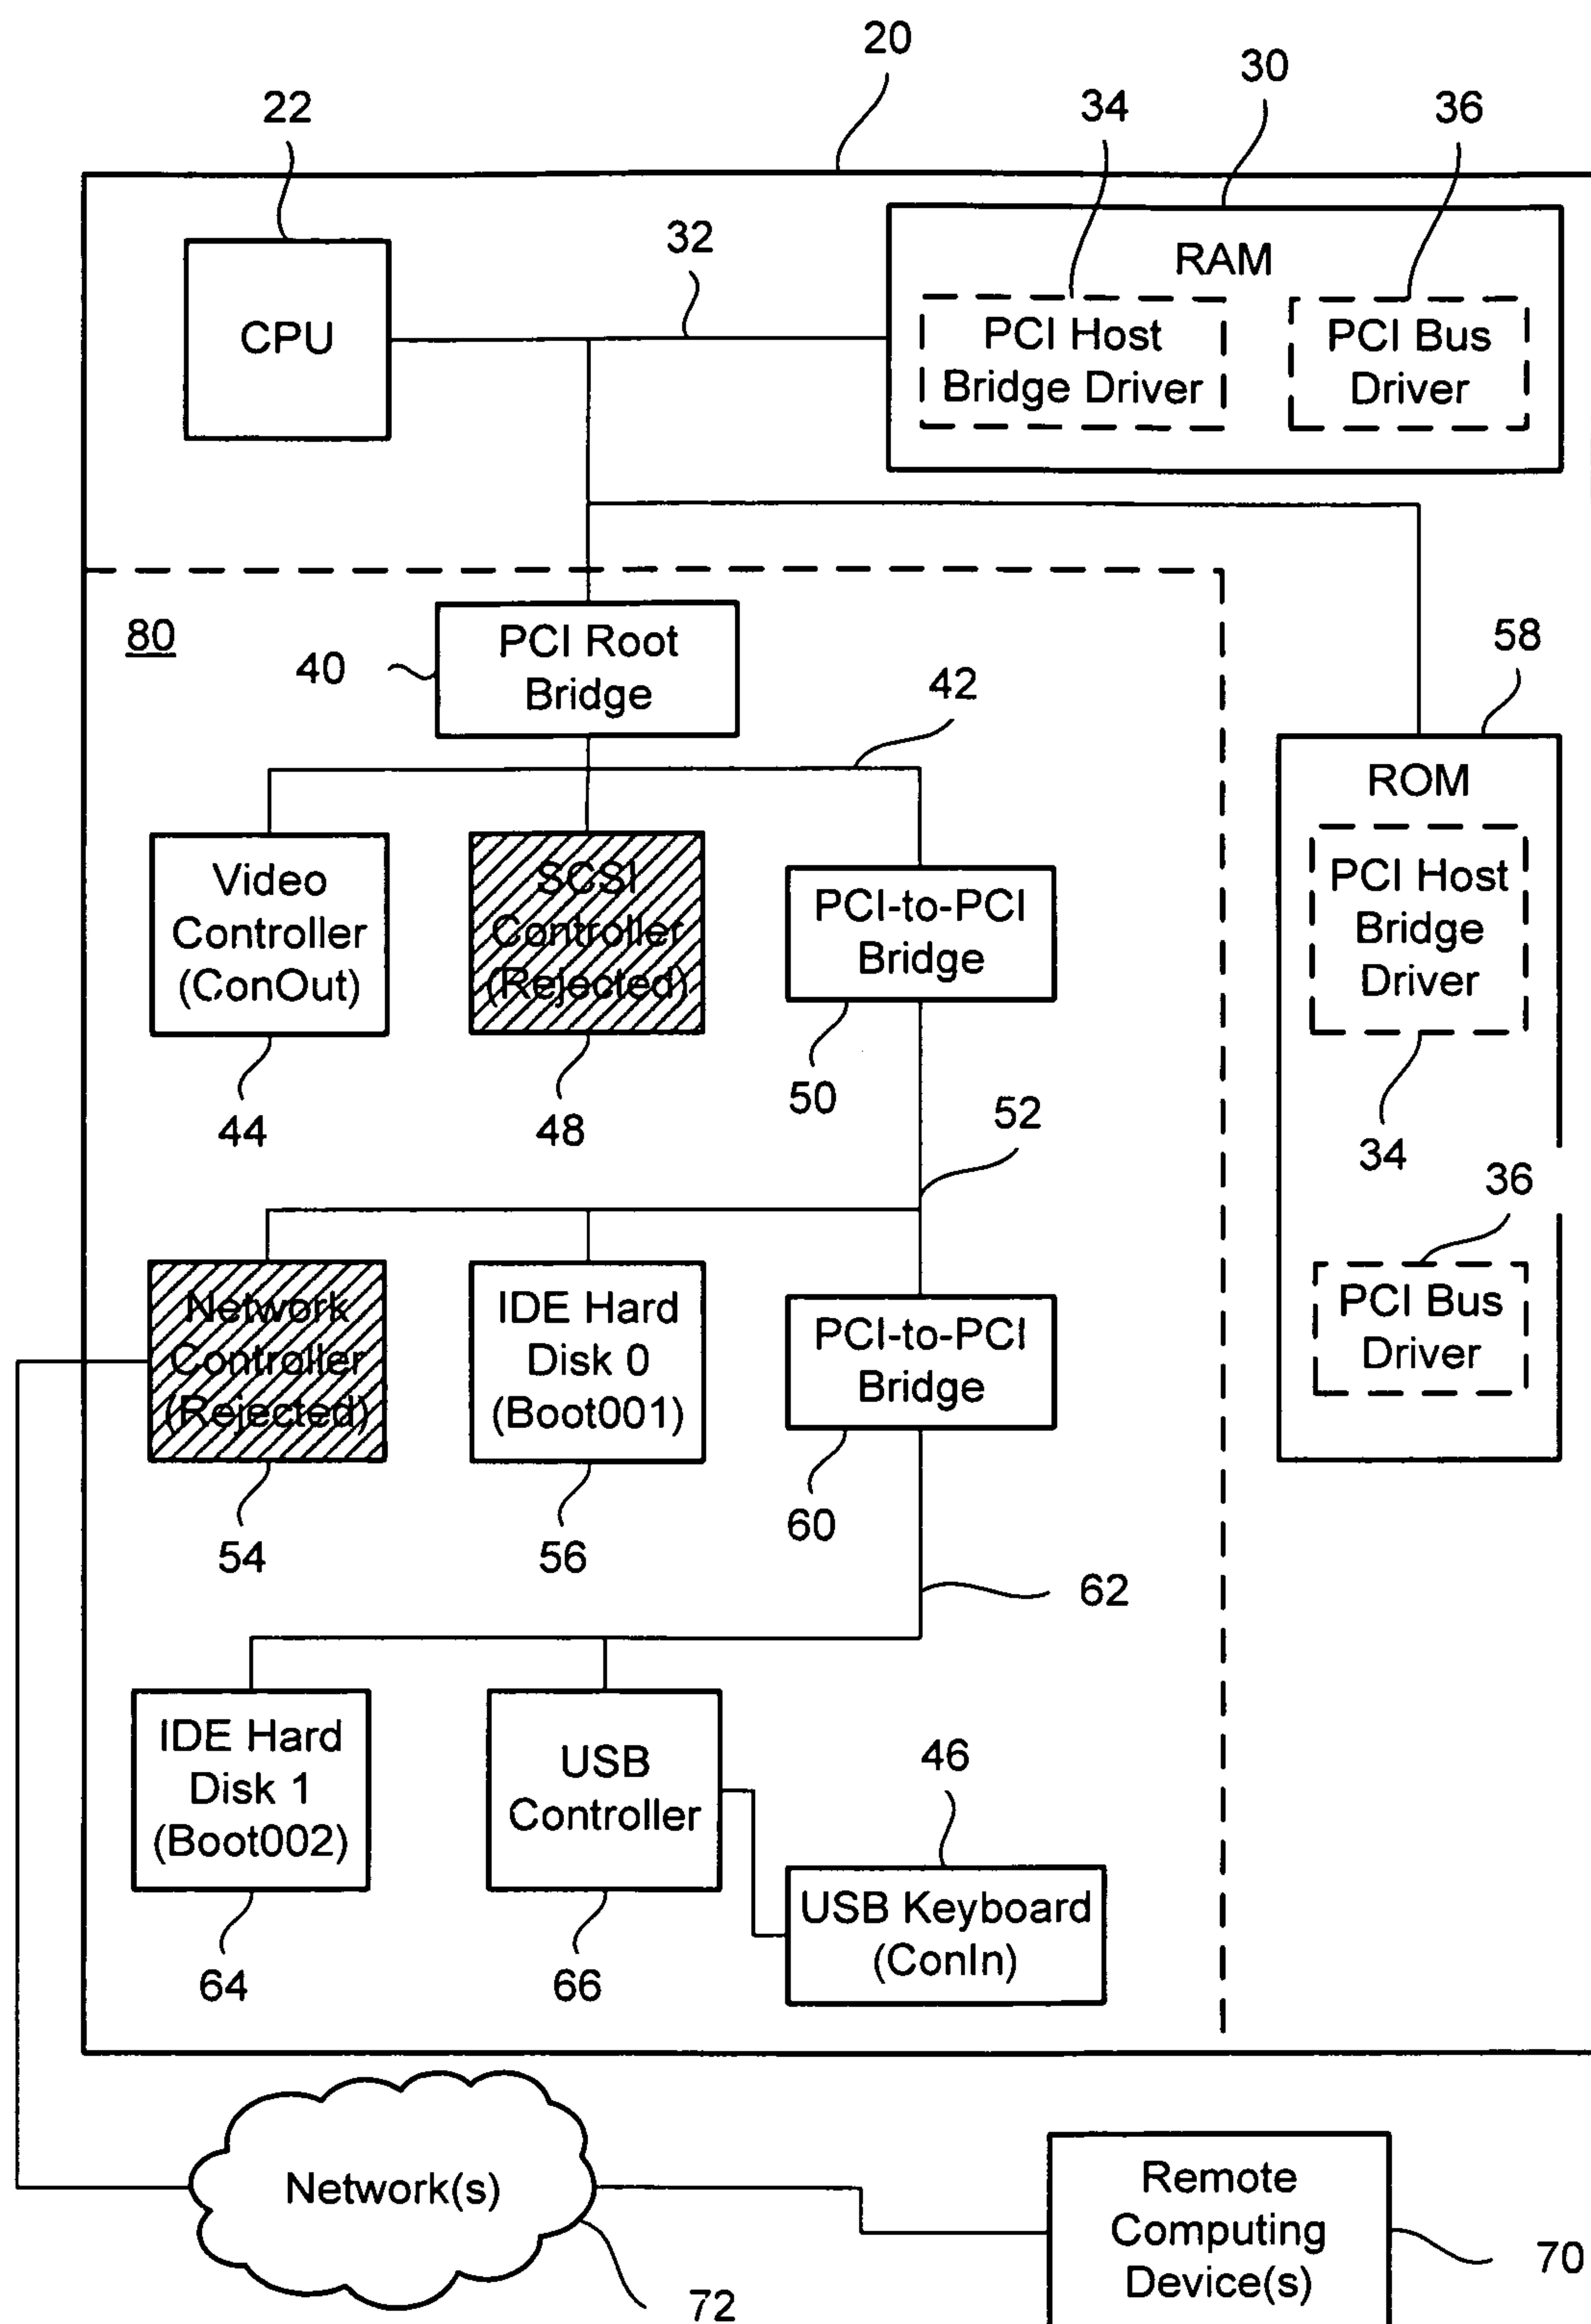 20
30
34
36
22
32
RAM
CPU
PCI Host
Bridge Driver
PCI Bus
Driver
80
40
PCI Root
Bridge
42
58
ROM
PCI Host
Bridge
Driver
34
36
PCI Bus
Driver
Video
Controller
(ConOut)
44
SCSI
Controller
(Rejected)
48
PCI-to-PCI
Bridge
50
52
Network
Controller
(Rejected)
54
IDE Hard
Disk 0
(Boot001)
56
PCI-to-PCI
Bridge
60
62
IDE Hard
Disk 1
(Boot002)
64
USB
Controller
66
46
USB Keyboard
(ConIn)
Network(s)
72
Remote
Computing
Device(s)
70